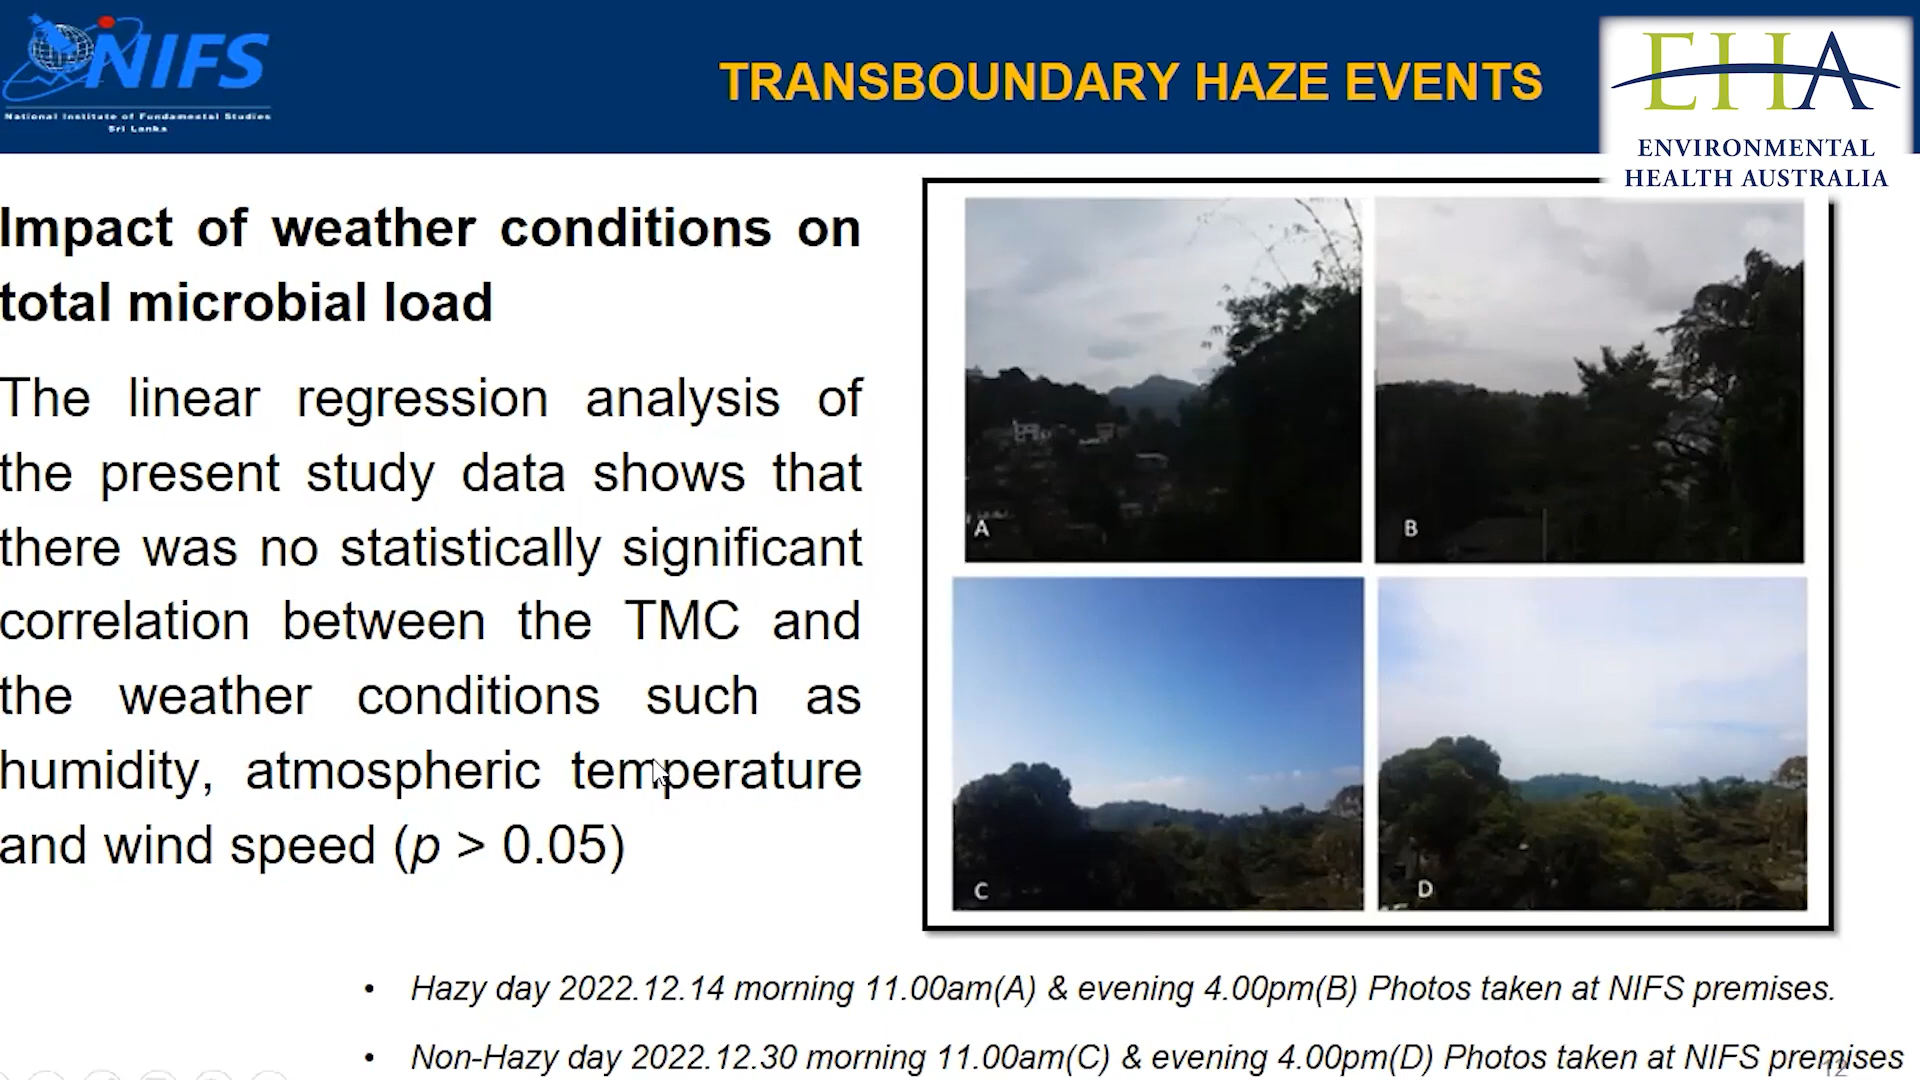 NIFS
National Institute of Fundamental Studies
Sri Lanka
TRANSBOUNDARY HAZE EVENTS
EHA
ENVIRONMENTAL
HEALTH AUSTRALIA
Impact of weather conditions on
total microbial load
The linear regression analysis of
the present study data shows that
there was no statistically significant
correlation between the TMC and
the weather conditions such as
humidity, atmospheric temperature
and wind speed (p > 0.05)
A
B
C
D
• Hazy day 2022.12.14 morning 11.00am(A) & evening 4.00pm(B) Photos taken at NIFS premises.
• Non-Hazy day 2022.12.30 morning 11.00am(C) & evening 4.00pm(D) Photos taken at NIFS premises
12